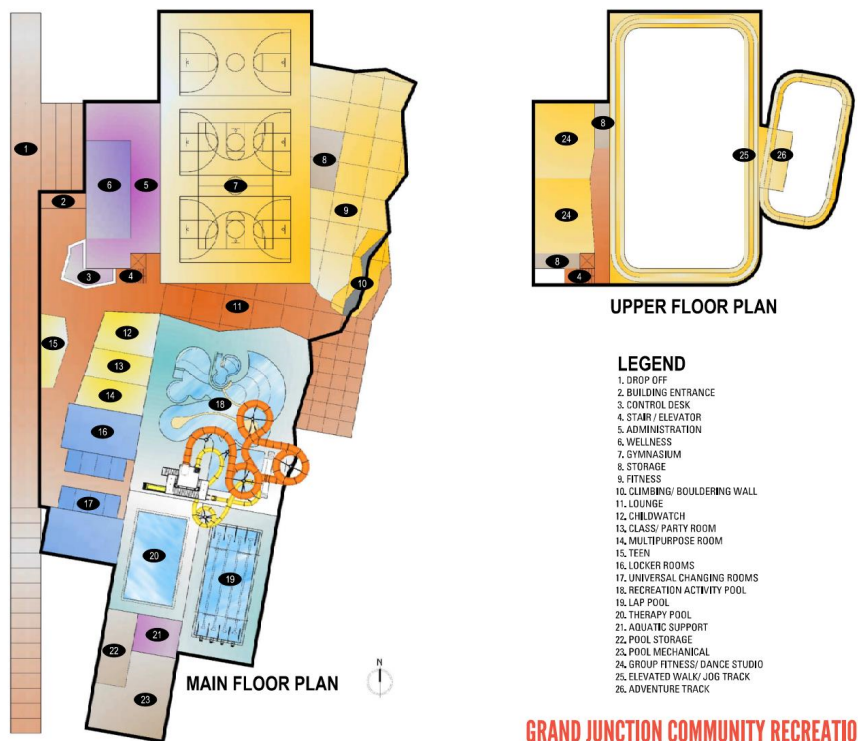 1
2
3
4
5
6
7
8
9
10
11
12
13
14
15
16
17
18
19
20
21
22
23
MAIN FLOOR PLAN
N
8
24
25
26
24
8
4
UPPER FLOOR PLAN
LEGEND
1. DROP OFF
2. BUILDING ENTRANCE
3. CONTROL DESK
4. STAIR / ELEVATOR
5. ADMINISTRATION
6. WELLNESS
7. GYMNASIUM
8. STORAGE
9. FITNESS
10. CLIMBING/ BOULDERING WALL
11. LOUNGE
12. CHILDWATCH
13. CLASS/ PARTY ROOM
14. MULTIPURPOSE ROOM
15. TEEN
16. LOCKER ROOMS
17. UNIVERSAL CHANGING ROOMS
18. RECREATION ACTIVITY POOL
19. LAP POOL
20. THERAPY POOL
21. AQUATIC SUPPORT
22. POOL STORAGE
23. POOL MECHANICAL
24. GROUP FITNESS/ DANCE STUDIO
25. ELEVATED WALK/ JOG TRACK
26. ADVENTURE TRACK
GRAND JUNCTION COMMUNITY RECREATIO